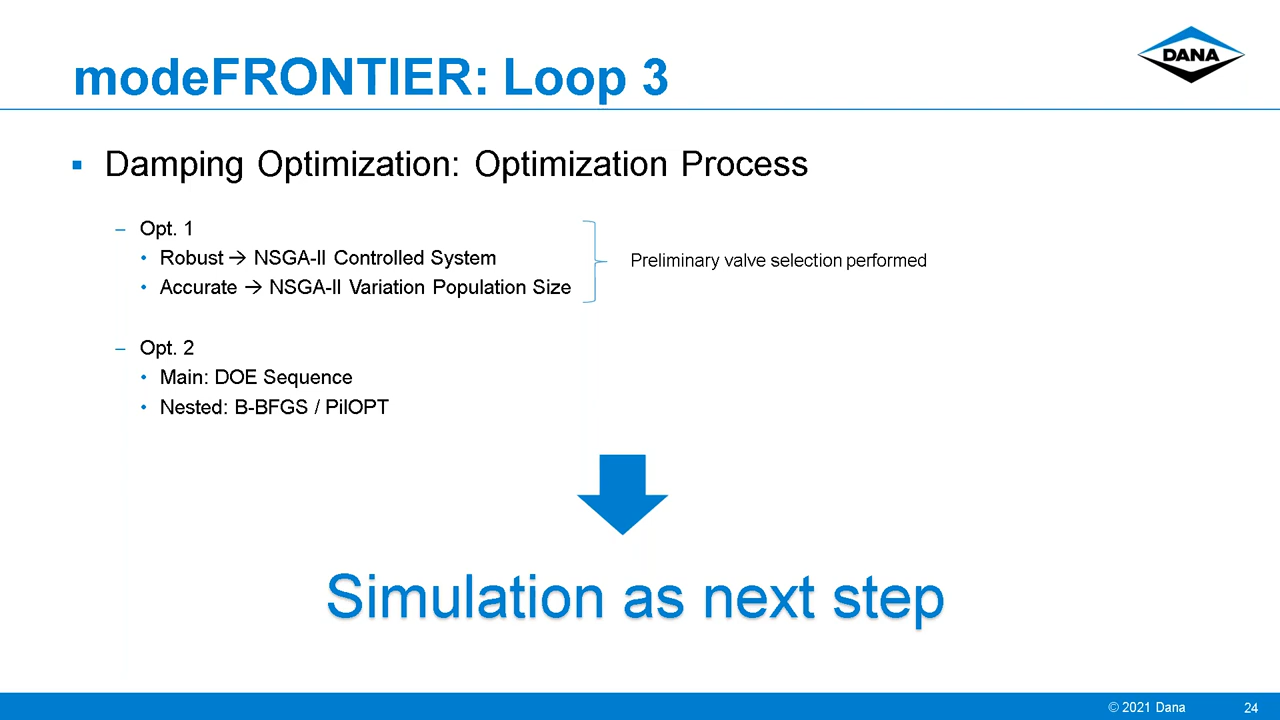 modeFRONTIER: Loop 3
DANA
▪ Damping Optimization: Optimization Process
– Opt. 1
• Robust → NSGA-II Controlled System
• Accurate → NSGA-II Variation Population Size
Preliminary valve selection performed
– Opt. 2
• Main: DOE Sequence
• Nested: B-BFGS / PilOPT
Simulation as next step
© 2021 Dana
24